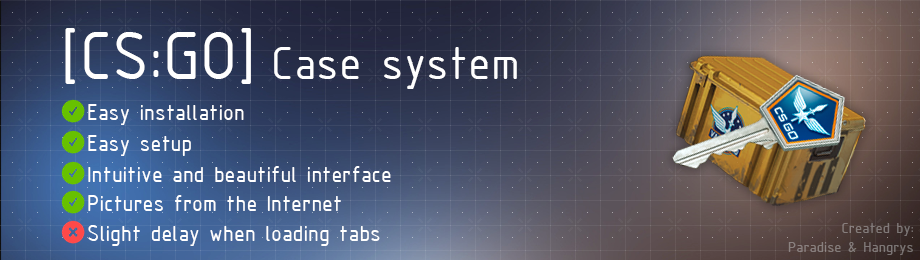 [CS:GO] Case system
Easy installation
Easy setup
Intuitive and beautiful interface
Pictures from the Internet
Slight delay when loading tabs
CS GO
Created by:
Paradise & Hangrys